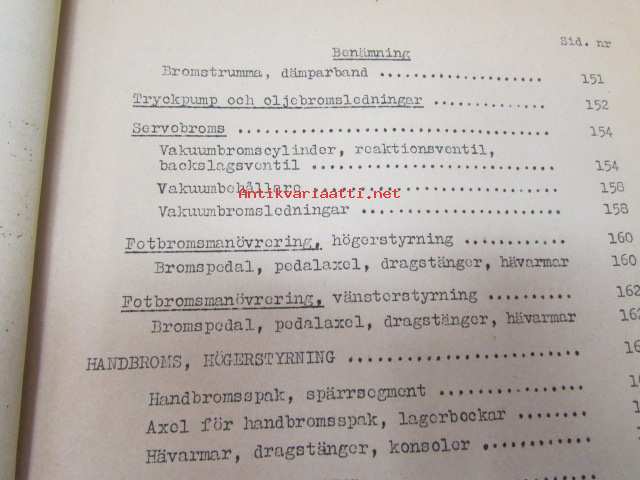 Sid. nr
Benämning
Bromstrumma, dämparband .................. 151
Tryckpump och oljebromsledningar ............ 152
Servobroms .................................. 154
Vakuumbromscylinder, reaktionsventil,
backslagsventil ..................... 154
Vakuumbehållare ..................... 158
Antikvariaatti.net
Vakuumbromsledningar ...................... 158
Fotbromsmanövrering, högerstyrning ............ 160
Bromspedal, pedalaxel, dragstänger, hävarmar 160
Fotbromsmanövrering, vänsterstyrning .......... 162
Bromspedal, pedalaxel, dragstänger, hävarmar
HANDBROMS, HÖGERSTYRNING .........................
Handbromsspak, spärrsegment ................
Axel för handbromsspak, lagerbockar ........
Hävarmar, dragstänger, konsoler ............